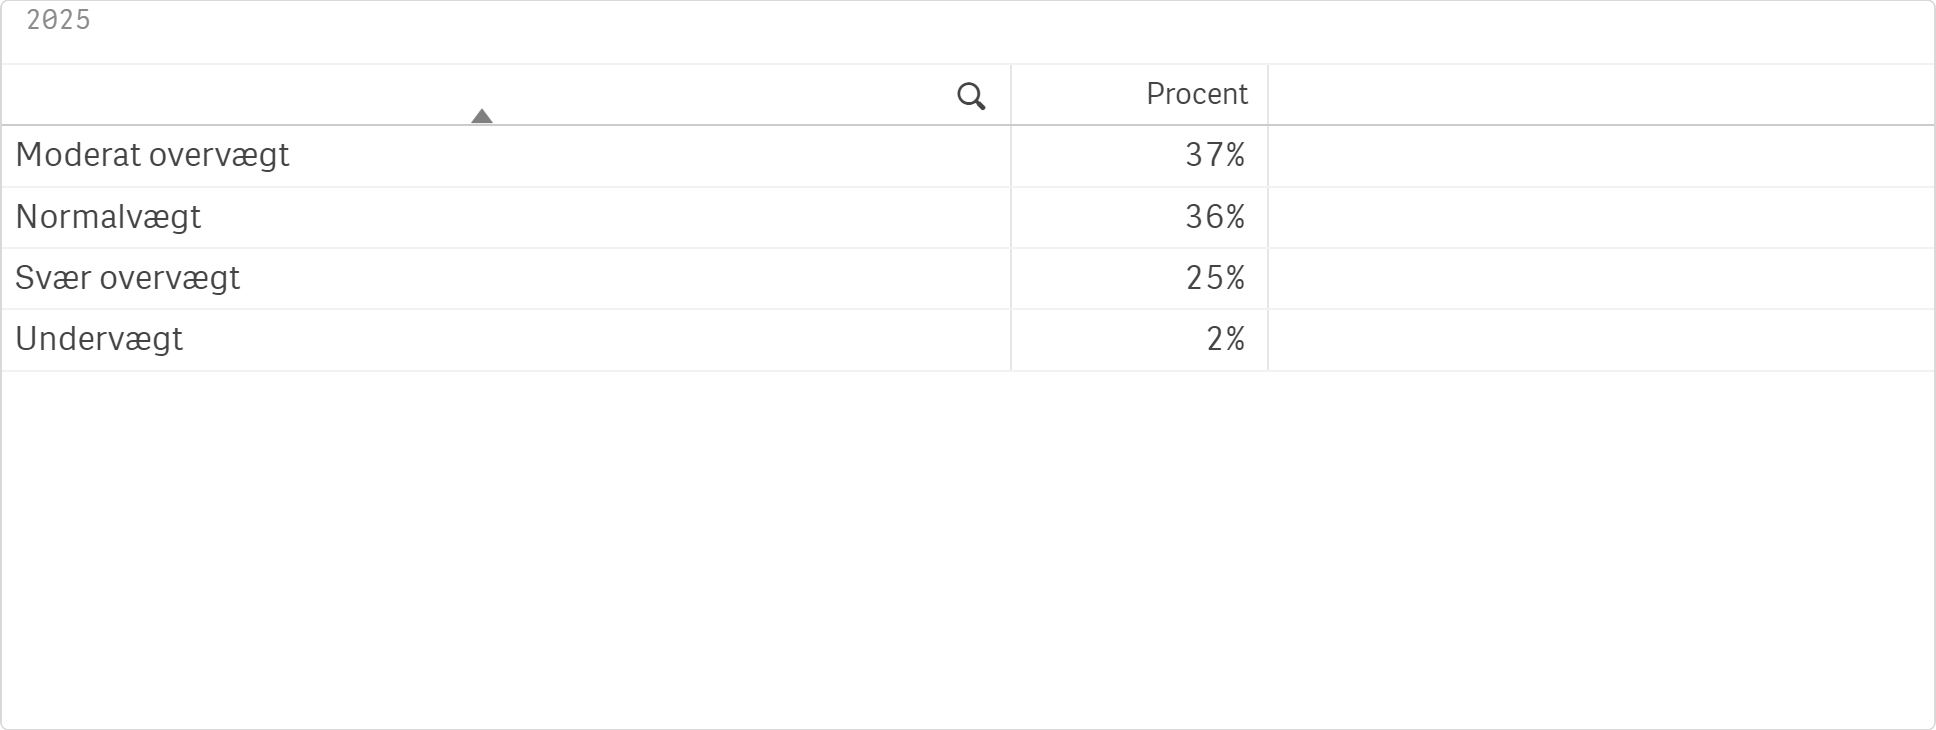 2025
Procent
Moderat overvægt 37%
Normalvægt 36%
Svær overvægt 25%
Undervægt 2%